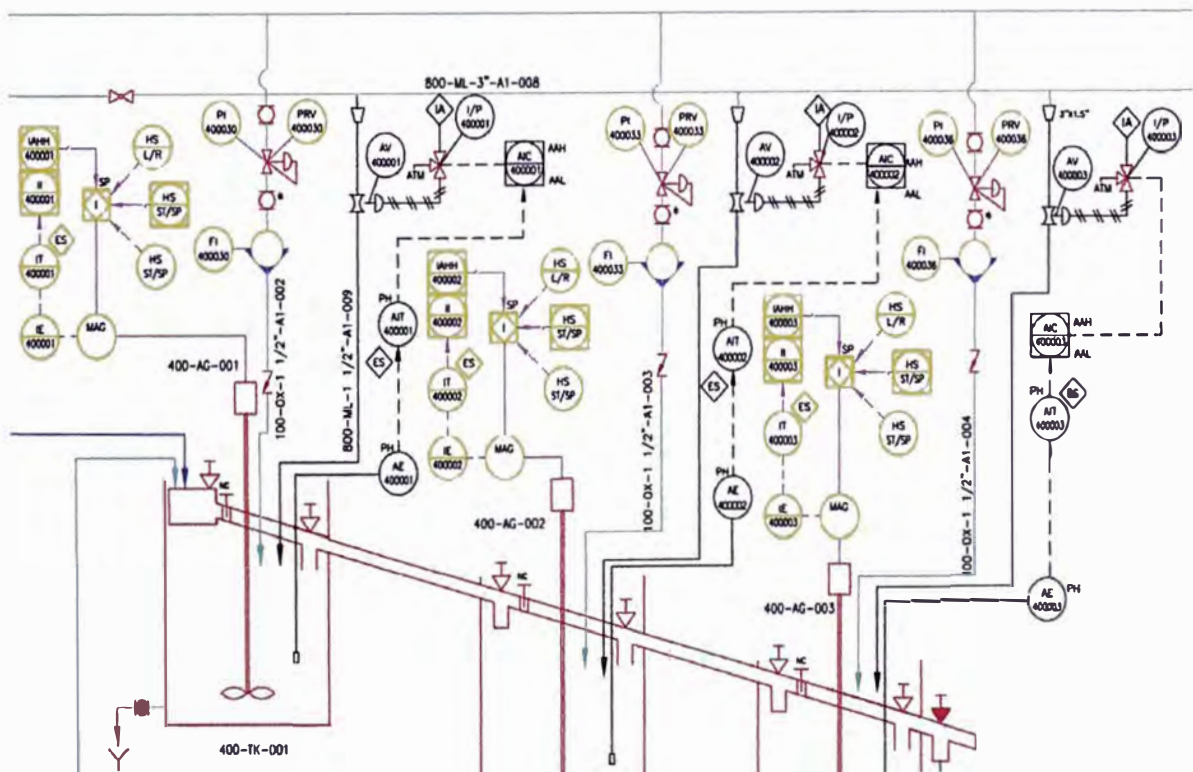 800-ML-3"-A1-008
IAHH
400001
II
400001
IT
400001
IE
400001
ES
SP
I
HS
L/R
HS
ST/SP
HS
ST/SP
MAG
400-AG-001
PI
400030
PRV
400030
FI
400030
100-OX-1 1/2"-A1-002
800-ML-1 1/2"-A1-009
AV
400001
IA
I/P
400001
ATM
AIC
400001
AAH
AAL
PH
AIT
400001
ES
PH
AE
400001
IAHH
400002
II
400002
IT
400002
IE
400002
ES
SP
I
HS
L/R
HS
ST/SP
HS
ST/SP
MAG
400-AG-002
PI
400033
PRV
400033
FI
400033
100-OX-1 1/2"-A1-003
AV
400002
IA
I/P
400002
ATM
AIC
400002
AAH
AAL
PH
AIT
400002
ES
PH
AE
400002
IAHH
400003
II
400003
IT
400003
IE
400003
ES
SP
I
HS
L/R
HS
ST/SP
HS
ST/SP
MAG
400-AG-003
PI
400036
PRV
400036
FI
400036
100-OX-1 1/2"-A1-004
3"x1.5"
AV
400003
IA
I/P
400003
ATM
AIC
400003
AAH
AAL
PH
AIT
400003
AE
400003
PH
NC
NC
NC
400-TK-001